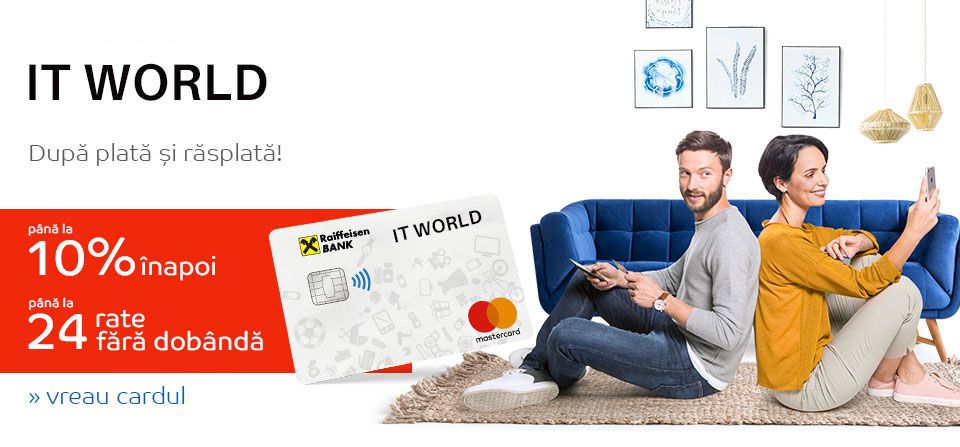 IT WORLD
După plată și răsplată!
până la
10% înapoi
până la
24 rate
fără dobândă
» vreau cardul
Raiffeisen
BANK
IT WORLD
mastercard